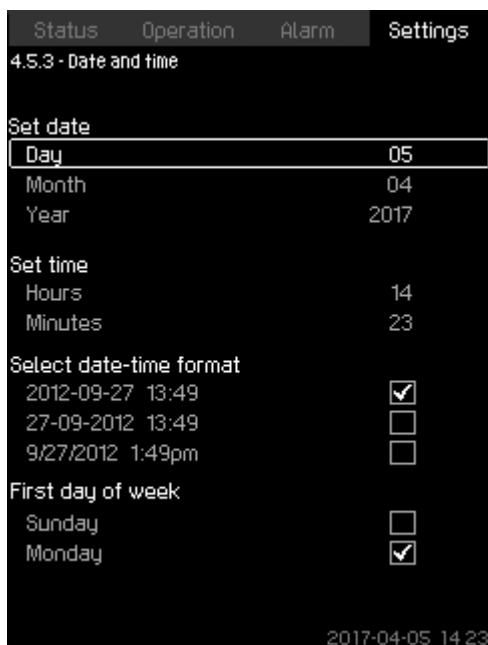 Status Operation Alarm Settings
4.5.3 - Date and time
Set date
Day 05
Month 04
Year 2017
Set time
Hours 14
Minutes 23
Select date-time format
2012-09-27 13:49
27-09-2012 13:49
9/27/2012 1:49pm
First day of week
Sunday
Monday
2017-04-05 14:23